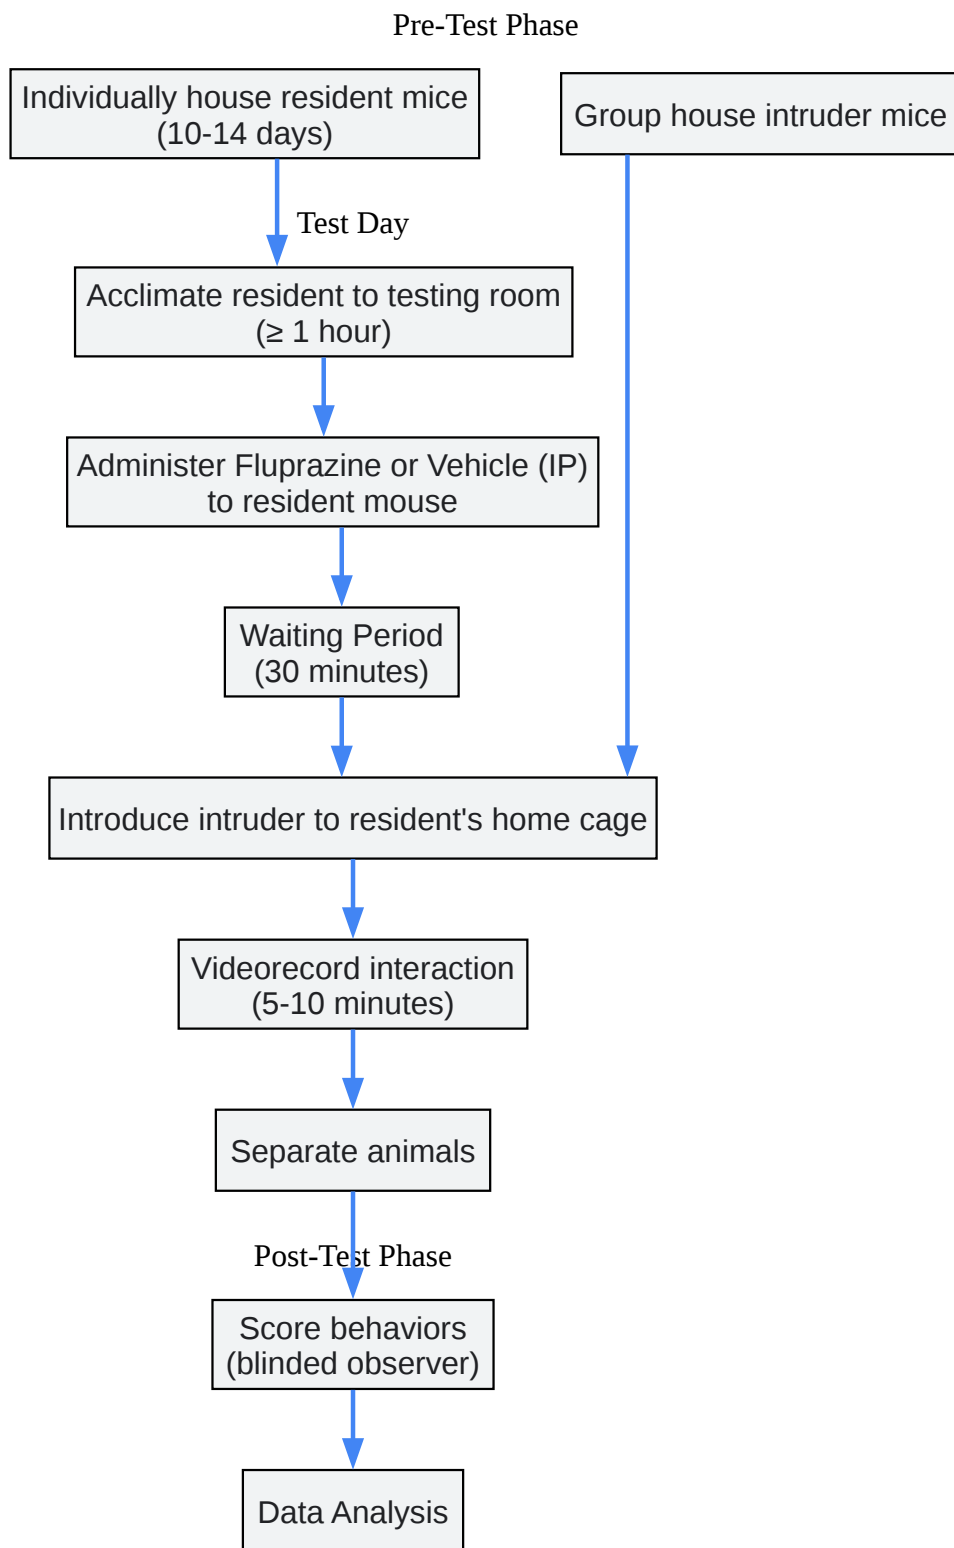 Pre-Test Phase
Individually house resident mice
(10-14 days)
Group house intruder mice
Test Day
Acclimate resident to testing room
(≥ 1 hour)
Administer Fluprazine or Vehicle (IP)
to resident mouse
Waiting Period
(30 minutes)
Introduce intruder to resident's home cage
Videorecord interaction
(5-10 minutes)
Separate animals
Post-Test Phase
Score behaviors
(blinded observer)
Data Analysis